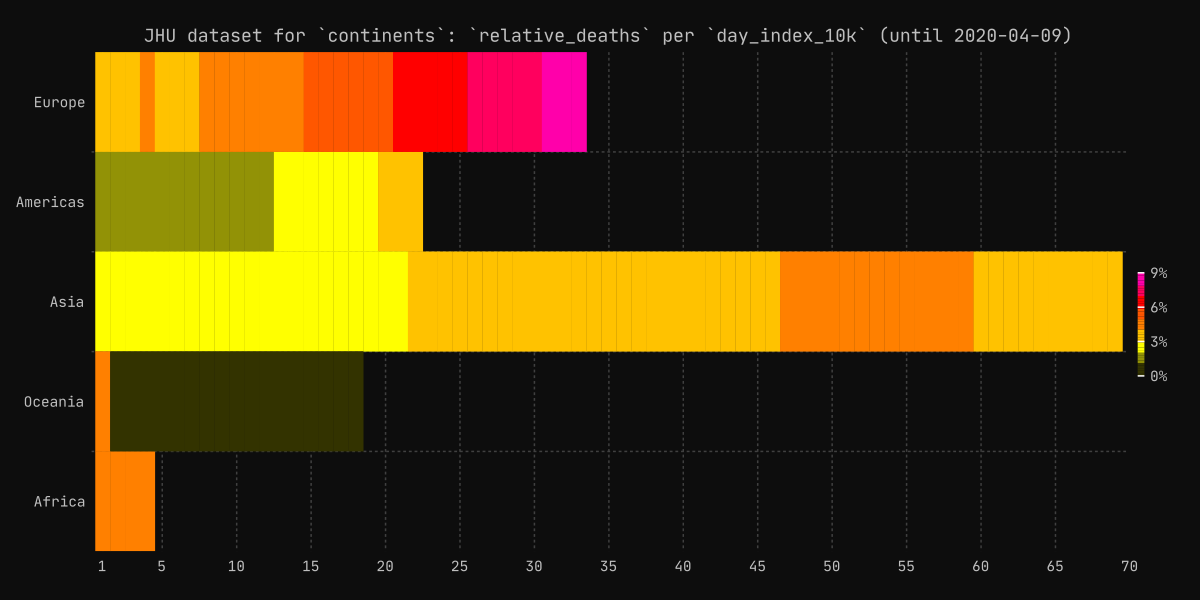 JHU dataset for `continents`: `relative_deaths` per `day_index_10k` (until 2020-04-09)
Europe
Americas
Asia
Oceania
Africa
9%
6%
3%
0%
1 5 10 15 20 25 30 35 40 45 50 55 60 65 70